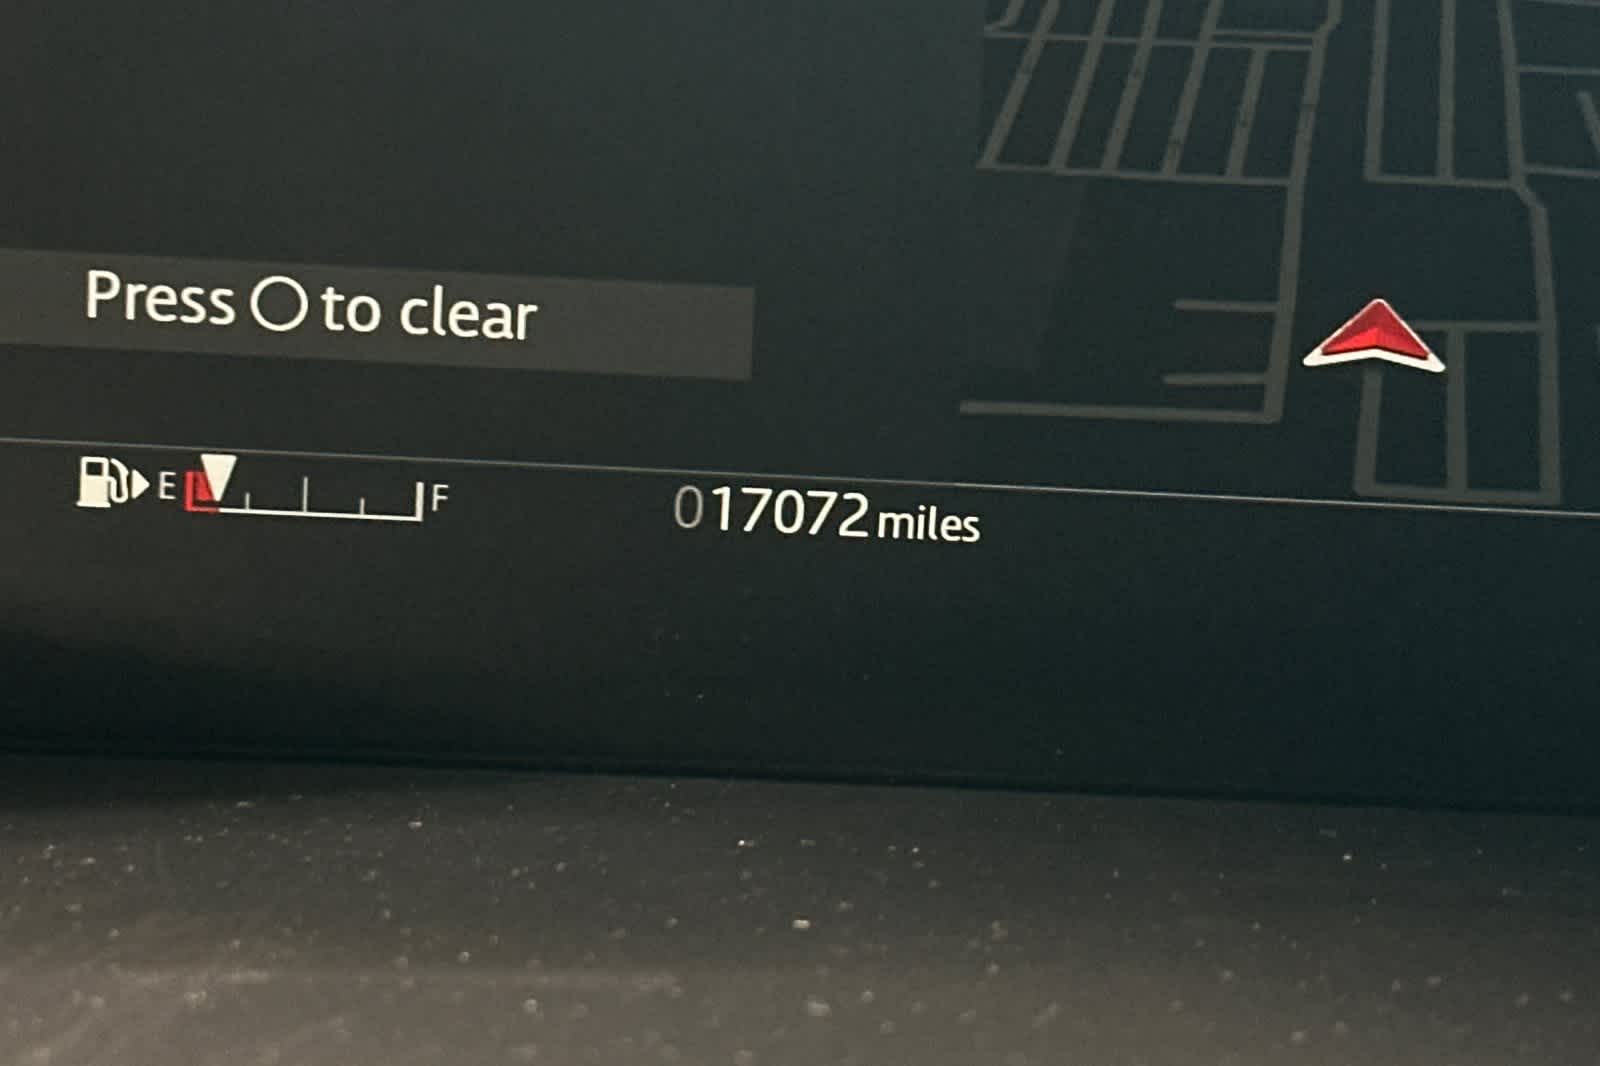 Press to clear
E F
017072 miles